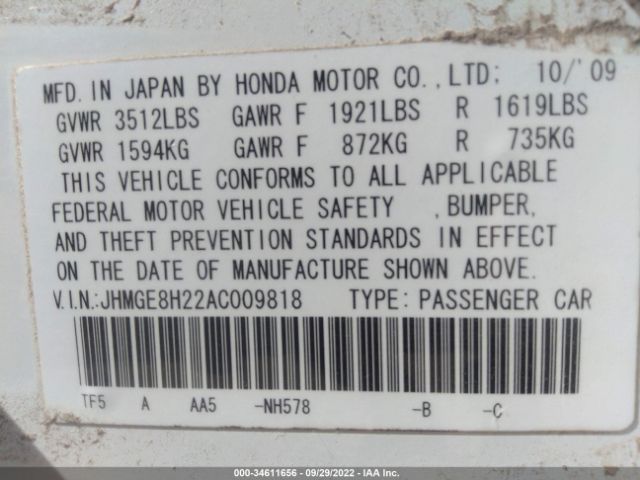 MFD. IN JAPAN BY HONDA MOTOR CO., LTD: 10/'09
GVWR 3512LBS GAWR F 1921LBS R 1619LBS
GVWR 1594KG GAWR F 872KG R 735KG
THIS VEHICLE CONFORMS TO ALL APPLICABLE
FEDERAL MOTOR VEHICLE SAFETY , BUMPER,
AND THEFT PREVENTION STANDARDS IN EFFECT
ON THE DATE OF MANUFACTURE SHOWN ABOVE.
V.I.N.:JHMGE8H22AC009818 TYPE: PASSENGER CAR
TF5 A AA5 -NH578 -B -C
000-34611656 - 09/29/2022 - IAA Inc.